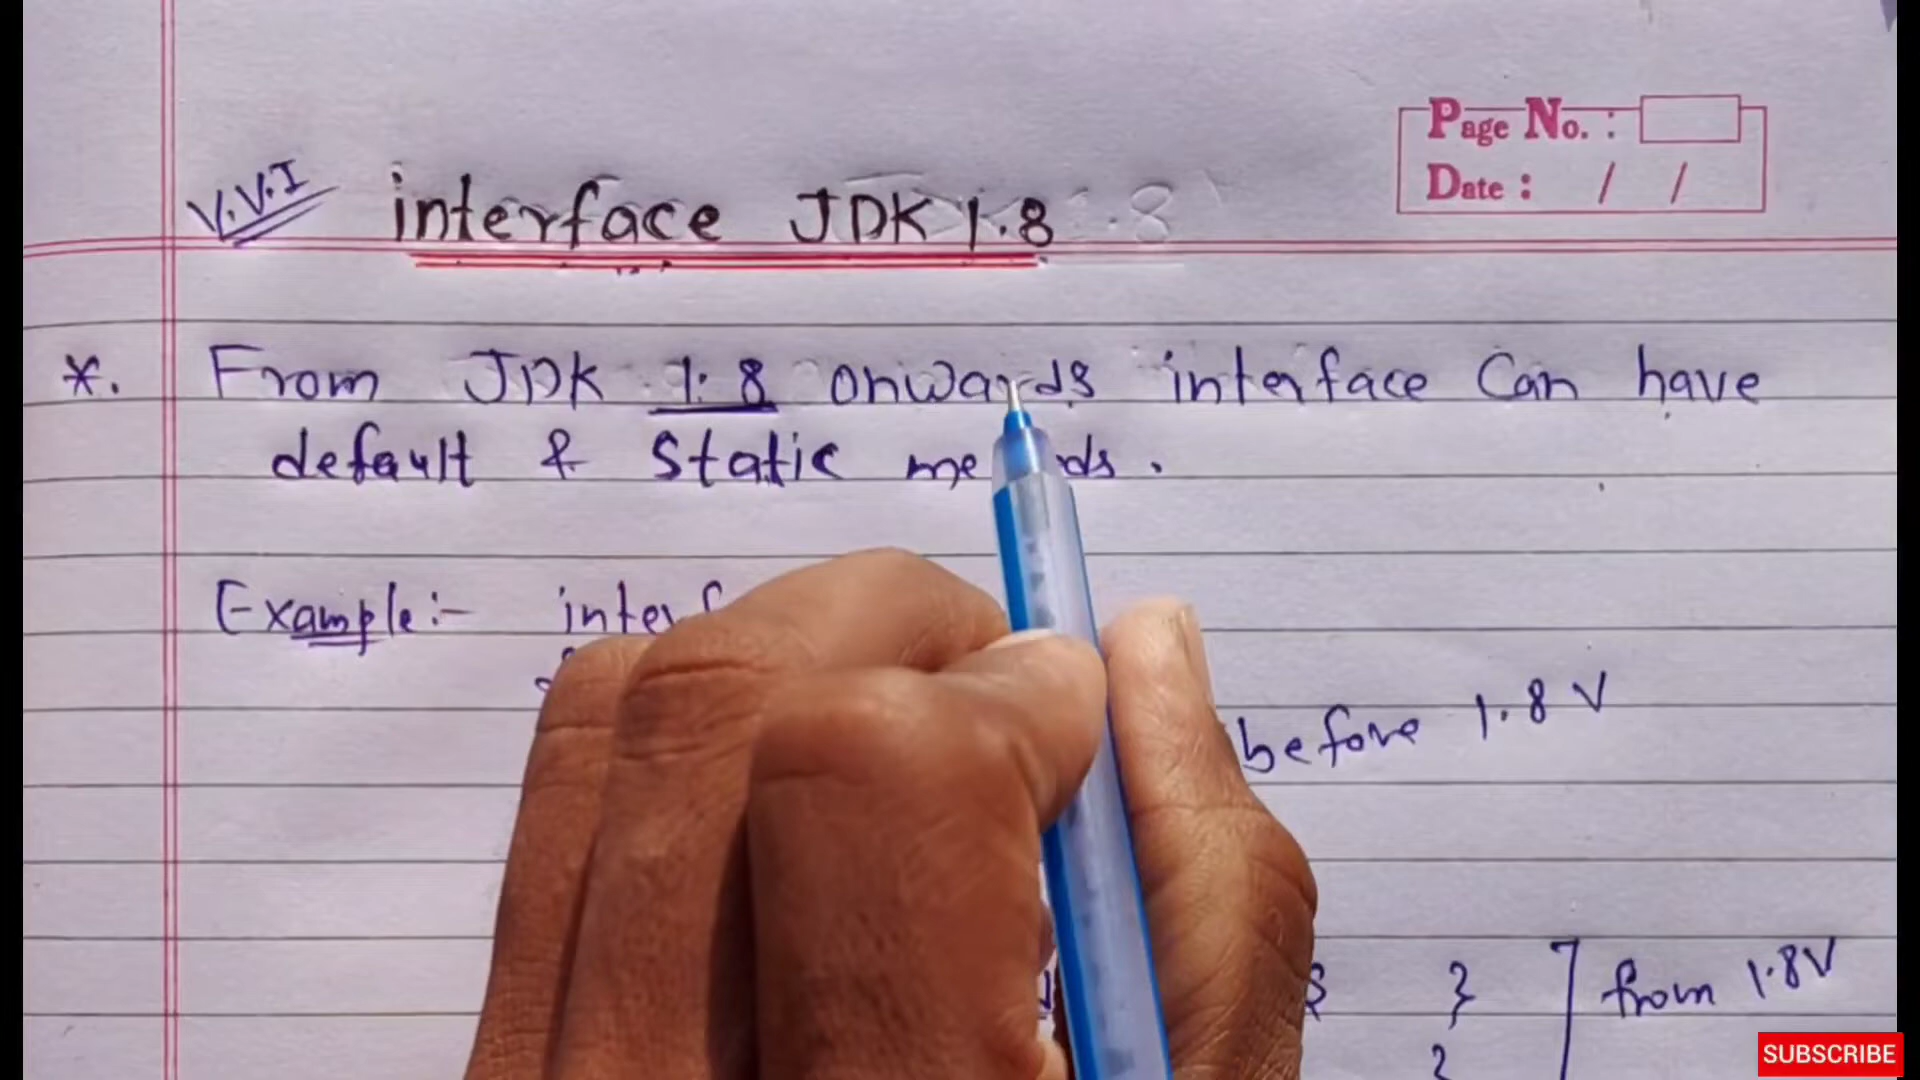 Page No. :
Date : / /
V.V.I interface JDK 1.8
*. From JDK 1.8 onwards interface Can have
default & Static
Example:-
before 1.8 V
}
from 1.8V
SUBSCRIBE